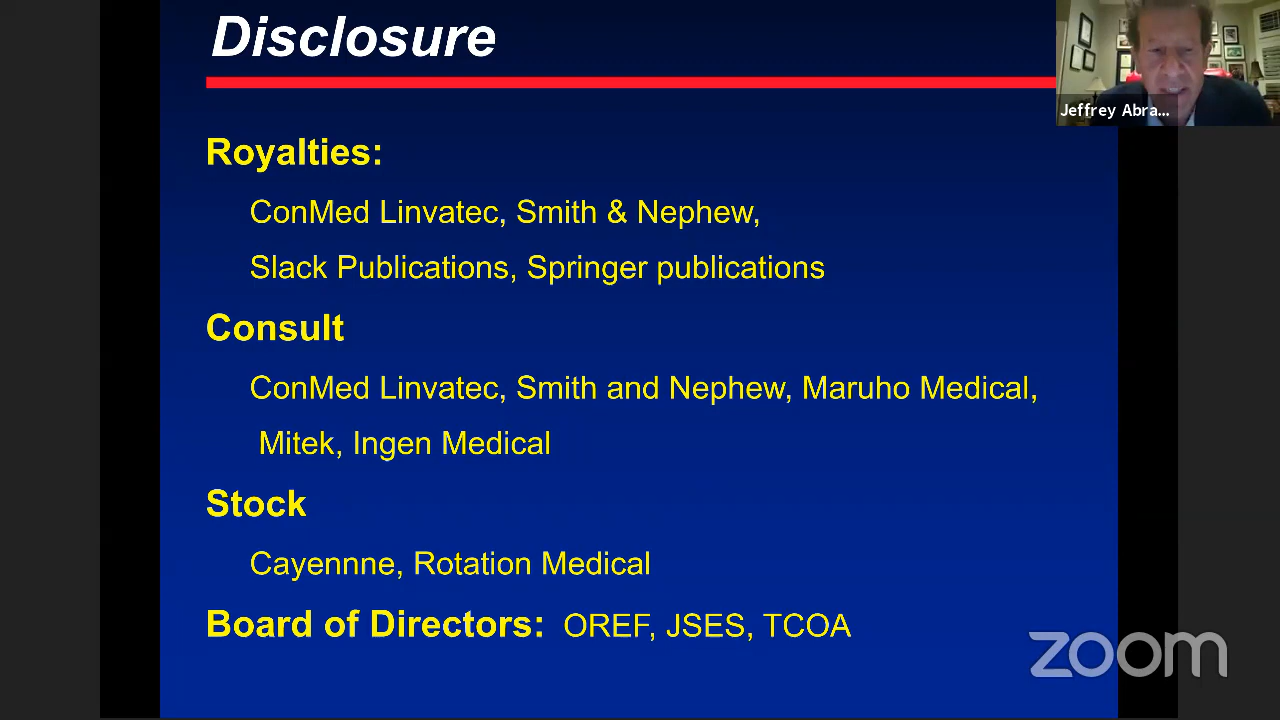 Disclosure
Jeffrey Abra...
Royalties:
ConMed Linvatec, Smith & Nephew,
Slack Publications, Springer publications
Consult
ConMed Linvatec, Smith and Nephew, Maruho Medical,
Mitek, Ingen Medical
Stock
Cayennne, Rotation Medical
Board of Directors: OREF, JSES, TCOA
zoom